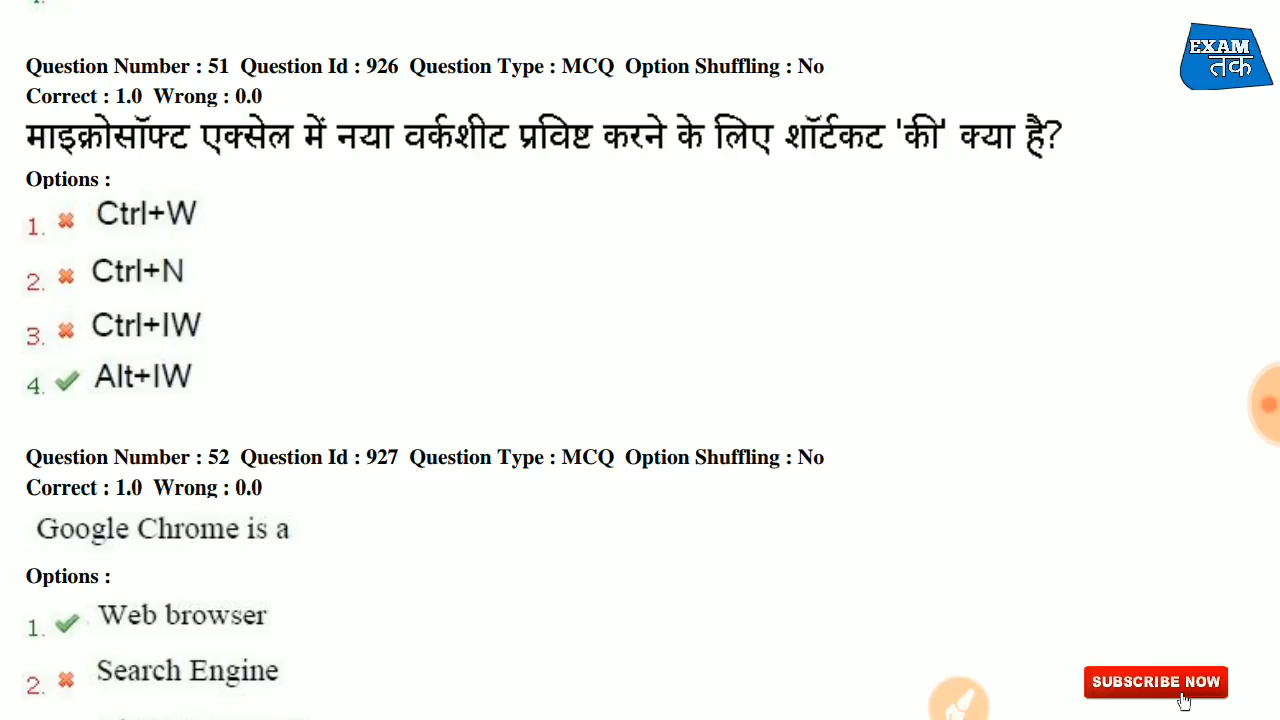 EXAM
तक
Question Number : 51 Question Id : 926 Question Type : MCQ Option Shuffling : No
Correct : 1.0 Wrong : 0.0
माइक्रोसॉफ्ट एक्सेल में नया वर्कशीट प्रविष्ट करने के लिए शॉर्टकट 'की' क्या है?
Options :
1. Ctrl+W
2. Ctrl+N
3. Ctrl+IW
4. Alt+IW
Question Number : 52 Question Id : 927 Question Type : MCQ Option Shuffling : No
Correct : 1.0 Wrong : 0.0
Google Chrome is a
Options :
1. Web browser
2. Search Engine
SUBSCRIBE NOW